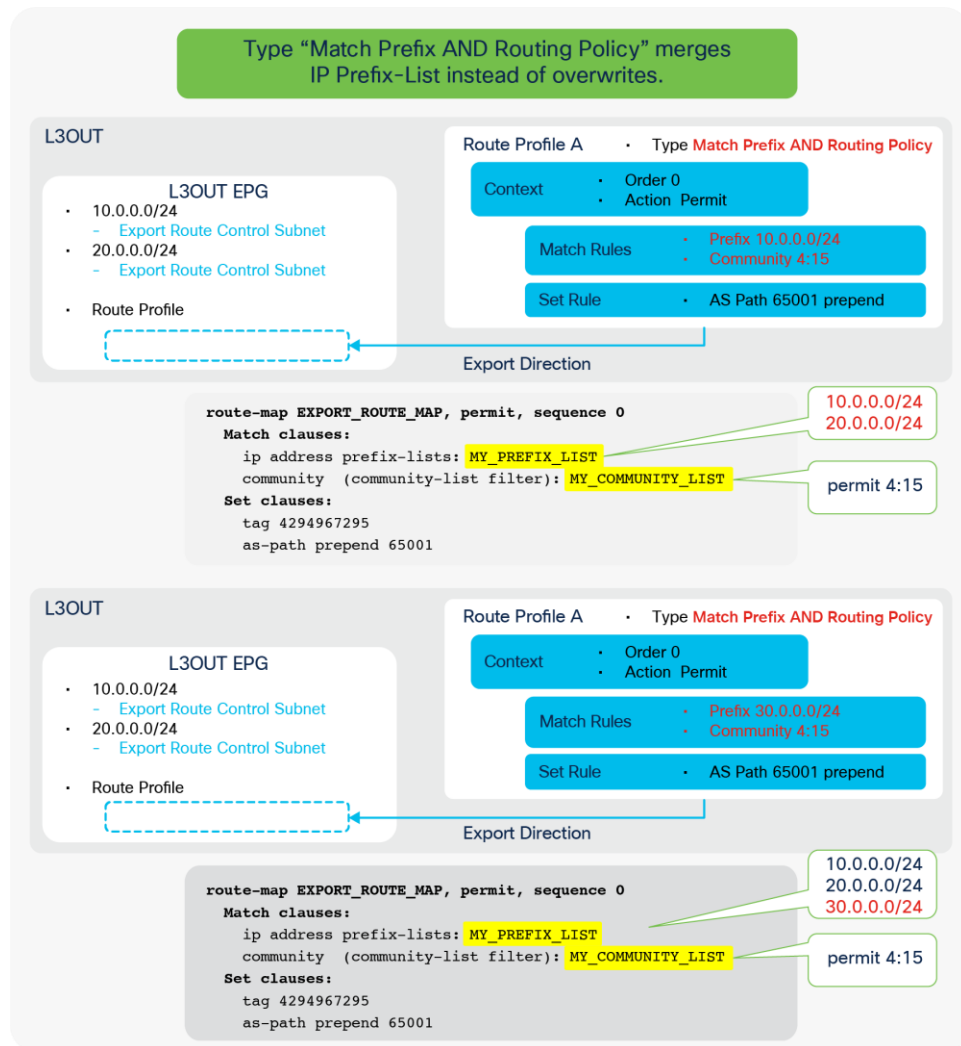 Type “Match Prefix AND Routing Policy” merges
IP Prefix-List instead of overwrites.
L3OUT
L3OUT EPG
· 10.0.0.0/24
- Export Route Control Subnet
· 20.0.0.0/24
- Export Route Control Subnet
· Route Profile
Route Profile A · Type Match Prefix AND Routing Policy
Context
· Order 0
· Action Permit
Match Rules
· Prefix 10.0.0.0/24
· Community 4:15
Set Rule · AS Path 65001 prepend
Export Direction
route-map EXPORT_ROUTE_MAP, permit, sequence 0
Match clauses:
ip address prefix-lists: MY_PREFIX_LIST
community (community-list filter): MY_COMMUNITY_LIST
Set clauses:
tag 4294967295
as-path prepend 65001
10.0.0.0/24
20.0.0.0/24
permit 4:15
L3OUT
L3OUT EPG
· 10.0.0.0/24
- Export Route Control Subnet
· 20.0.0.0/24
- Export Route Control Subnet
· Route Profile
Route Profile A · Type Match Prefix AND Routing Policy
Context
· Order 0
· Action Permit
Match Rules
· Prefix 30.0.0.0/24
· Community 4:15
Set Rule · AS Path 65001 prepend
Export Direction
route-map EXPORT_ROUTE_MAP, permit, sequence 0
Match clauses:
ip address prefix-lists: MY_PREFIX_LIST
community (community-list filter): MY_COMMUNITY_LIST
Set clauses:
tag 4294967295
as-path prepend 65001
10.0.0.0/24
20.0.0.0/24
30.0.0.0/24
permit 4:15